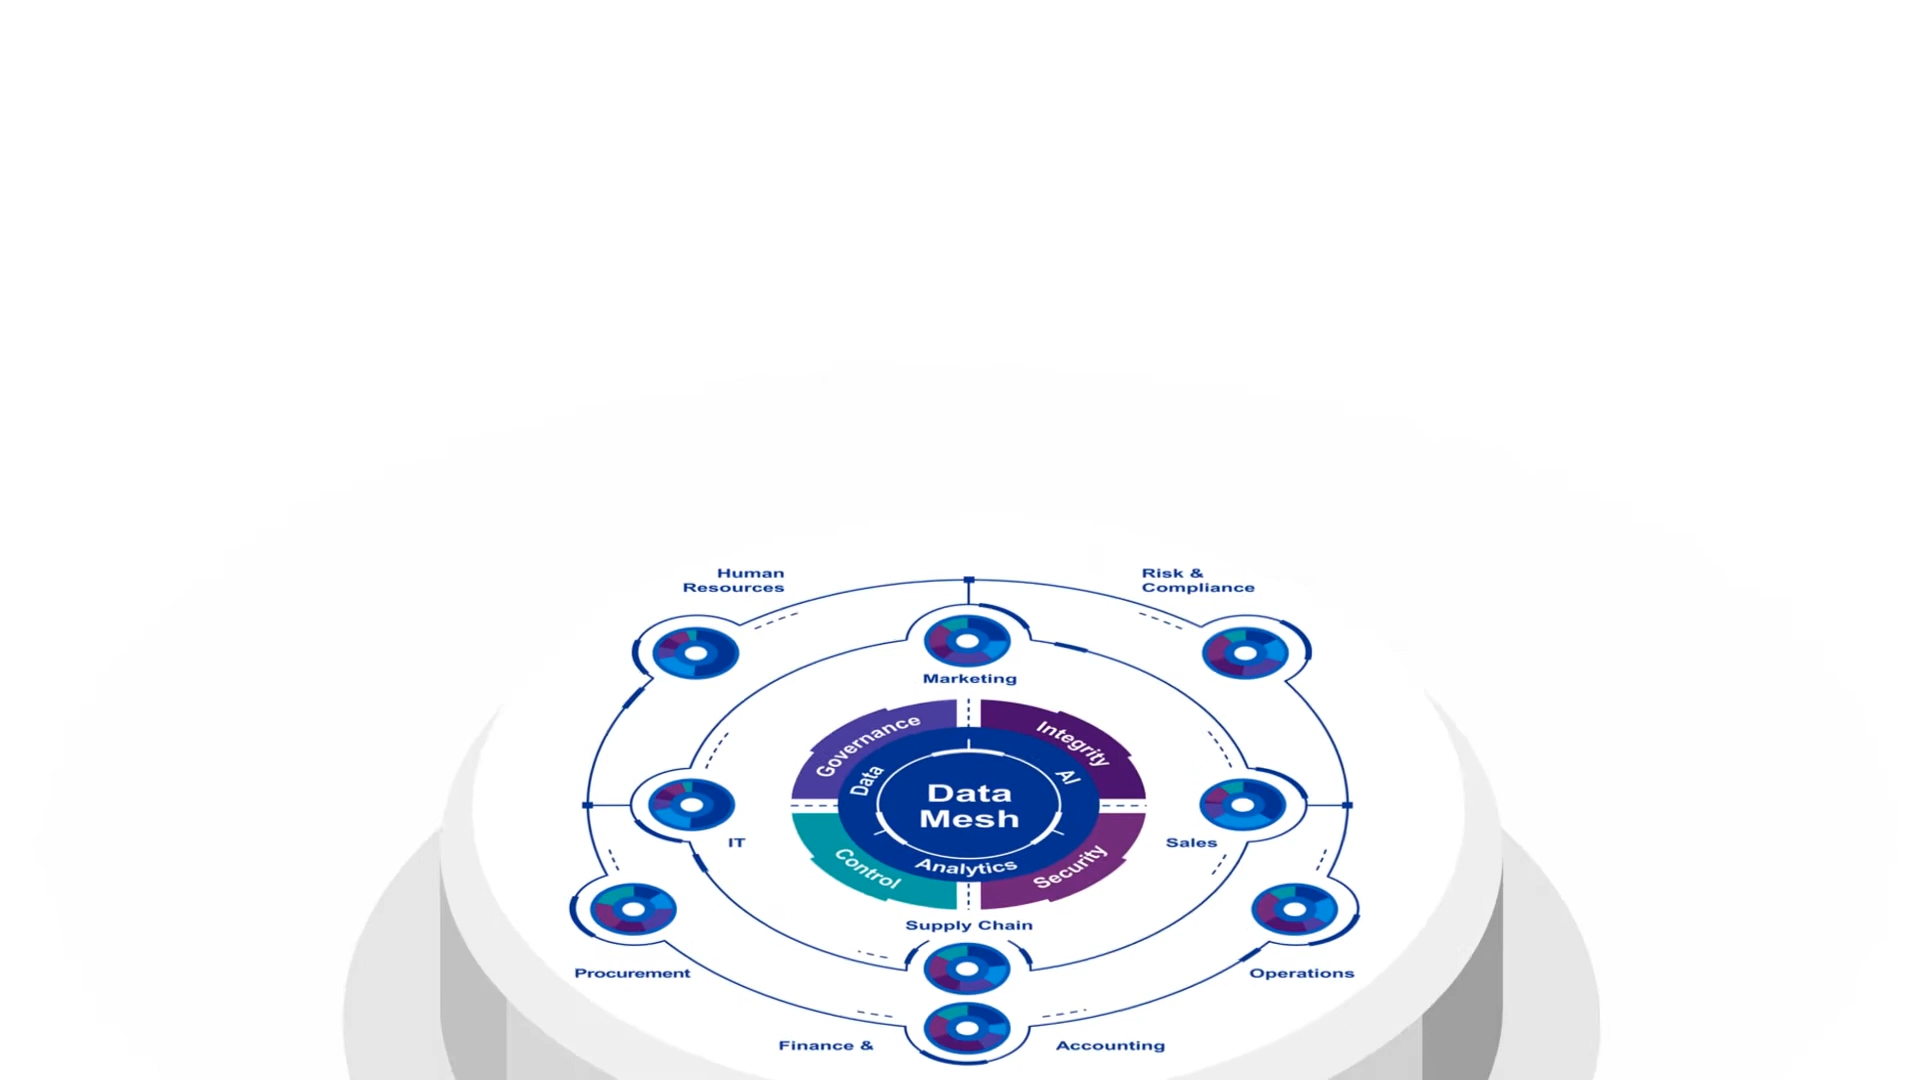 Human
Resources
Risk &
Compliance
Marketing
Governance
Integrity
Data
AI
Data
Mesh
IT
Sales
Control
Analytics
Security
Supply Chain
Procurement
Operations
Finance &
Accounting